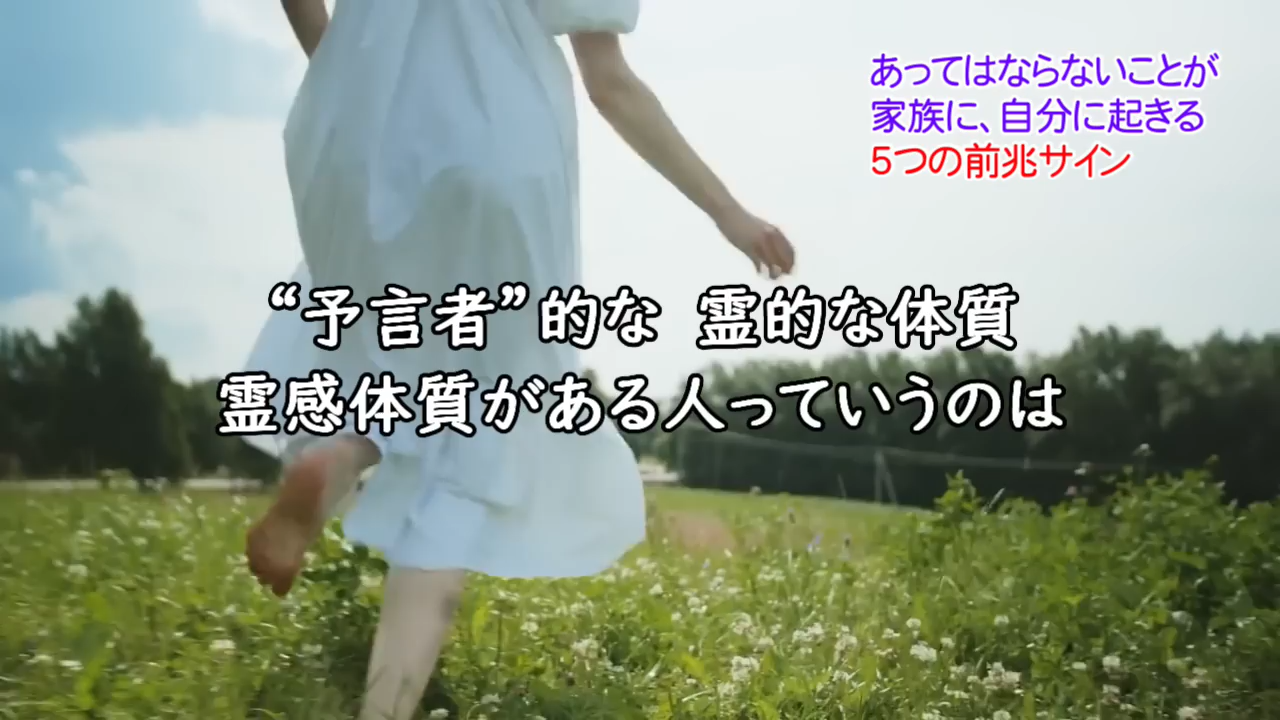 あってはならないことが
家族に、自分に起きる
5つの前兆サイン
“予言者”的な 霊的な体質
霊感体質がある人っていうのは